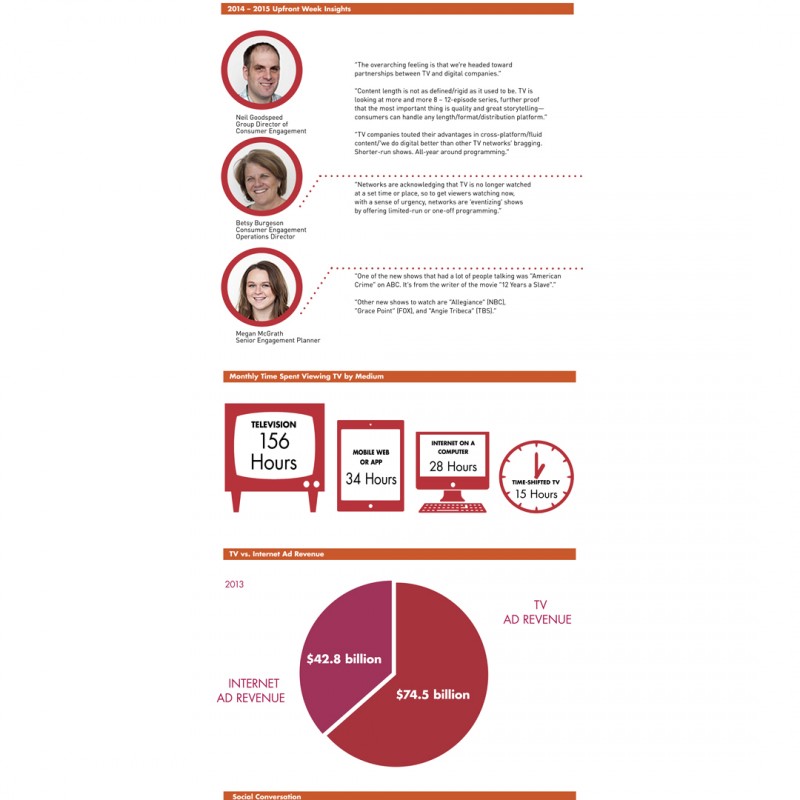 2014 – 2015 Upfront Week Insights
Neil Goodspeed
Group Director of
Consumer Engagement
"The overarching feeling is that we're headed toward
partnerships between TV and digital companies."
"Content length is not as defined/rigid as it used to be. TV is
looking at more and more 8 – 12-episode series, further proof
that the most important thing is quality and great storytelling—
consumers can handle any length/format/distribution platform."
"TV companies touted their advantages in cross-platform/fluid
content/'we do digital better than other TV networks' bragging.
Shorter-run shows. All-year around programming."
Betsy Burgeson
Consumer Engagement
Operations Director
"Networks are acknowledging that TV is no longer watched
at a set time or place, so to get viewers watching now,
with a sense of urgency, networks are 'eventizing' shows
by offering limited-run or one-off programming."
Megan McGrath
Senior Engagement Planner
"One of the new shows that had a lot of people talking was "American
Crime" on ABC. It's from the writer of the movie "12 Years a Slave"."
"Other new shows to watch are "Allegiance" (NBC),
"Grace Point" (FOX), and "Angie Tribeca" (TBS)."
Monthly Time Spent Viewing TV by Medium
TELEVISION
156
Hours
MOBILE WEB
OR APP
34 Hours
INTERNET ON A
COMPUTER
28 Hours
TIME-SHIFTED TV
15 Hours
TV vs. Internet Ad Revenue
2013
TV
AD REVENUE
$42.8 billion
INTERNET
AD REVENUE
$74.5 billion
Social Conversation